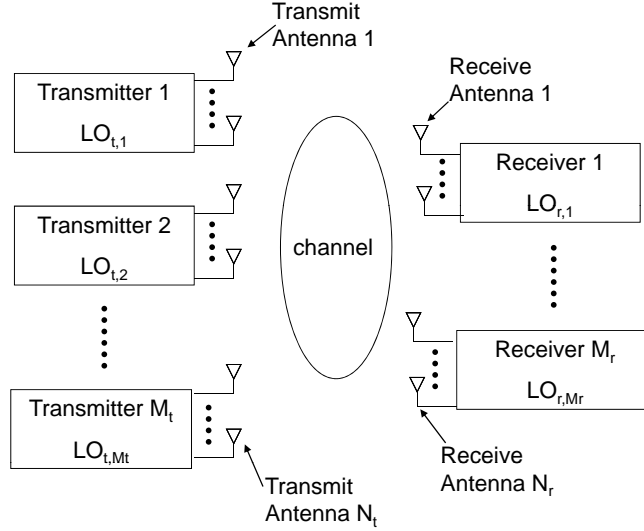 Transmit
Antenna 1
Transmitter 1
LOt,1
Transmitter 2
LOt,2
Transmitter Mt
LOt,Mt
Transmit
Antenna Nt
channel
Receive
Antenna 1
Receiver 1
LOr,1
Receiver Mr
LOr,Mr
Receive
Antenna Nr